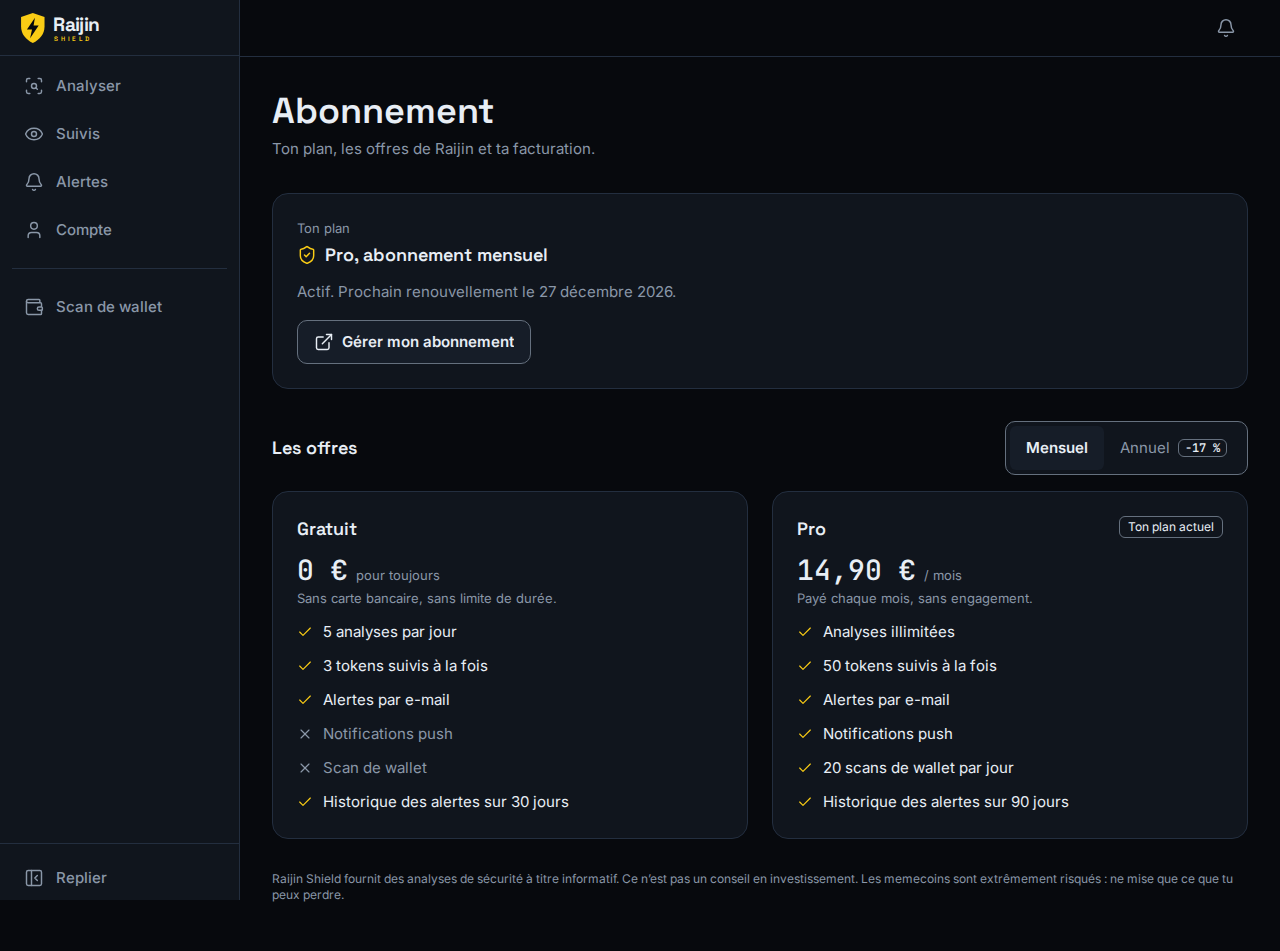 Raijin
SHIELD
Analyser
Suivis
Alertes
Compte
Scan de wallet
Replier
Abonnement
Ton plan, les offres de Raijin et ta facturation.
Ton plan
Pro, abonnement mensuel
Actif. Prochain renouvellement le 27 décembre 2026.
Gérer mon abonnement
Les offres
Mensuel
Annuel -17 %
Gratuit
0 € pour toujours
Sans carte bancaire, sans limite de durée.
5 analyses par jour
3 tokens suivis à la fois
Alertes par e-mail
Notifications push
Scan de wallet
Historique des alertes sur 30 jours
Pro
Ton plan actuel
14,90 € / mois
Payé chaque mois, sans engagement.
Analyses illimitées
50 tokens suivis à la fois
Alertes par e-mail
Notifications push
20 scans de wallet par jour
Historique des alertes sur 90 jours
Raijin Shield fournit des analyses de sécurité à titre informatif. Ce n’est pas un conseil en investissement. Les memecoins sont extrêmement risqués : ne mise que ce que tu
peux perdre.